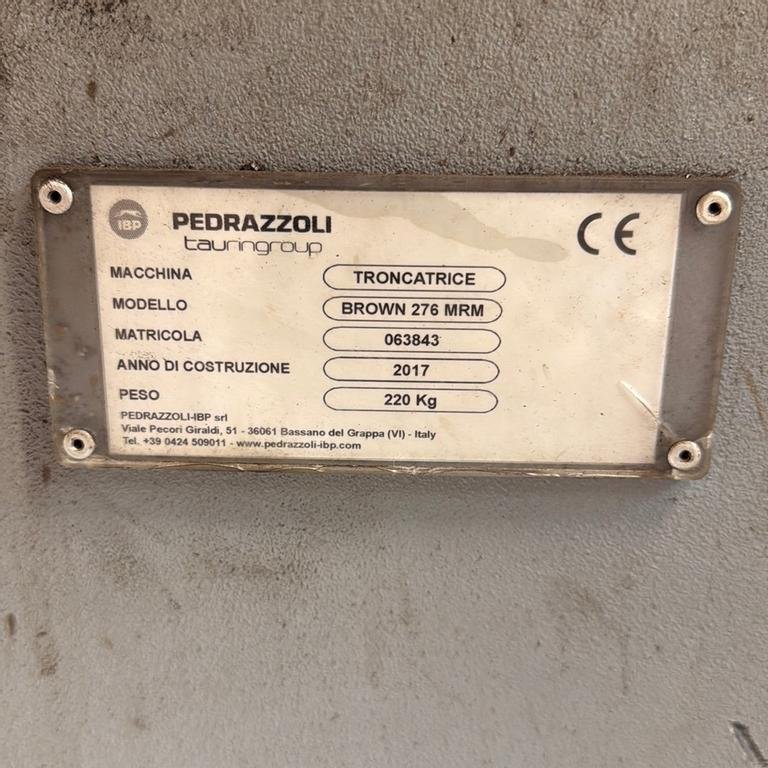 IBP PEDRAZZOLI
tauringroup
CE
MACCHINA TRONCATRICE
MODELLO BROWN 276 MRM
MATRICOLA 063843
ANNO DI COSTRUZIONE 2017
PESO 220 Kg
PEDRAZZOLI-IBP srl
Viale Pecori Giraldi, 51 - 36061 Bassano del Grappa (VI) - Italy
Tel. +39 0424 509011 - www.pedrazzoli-ibp.com